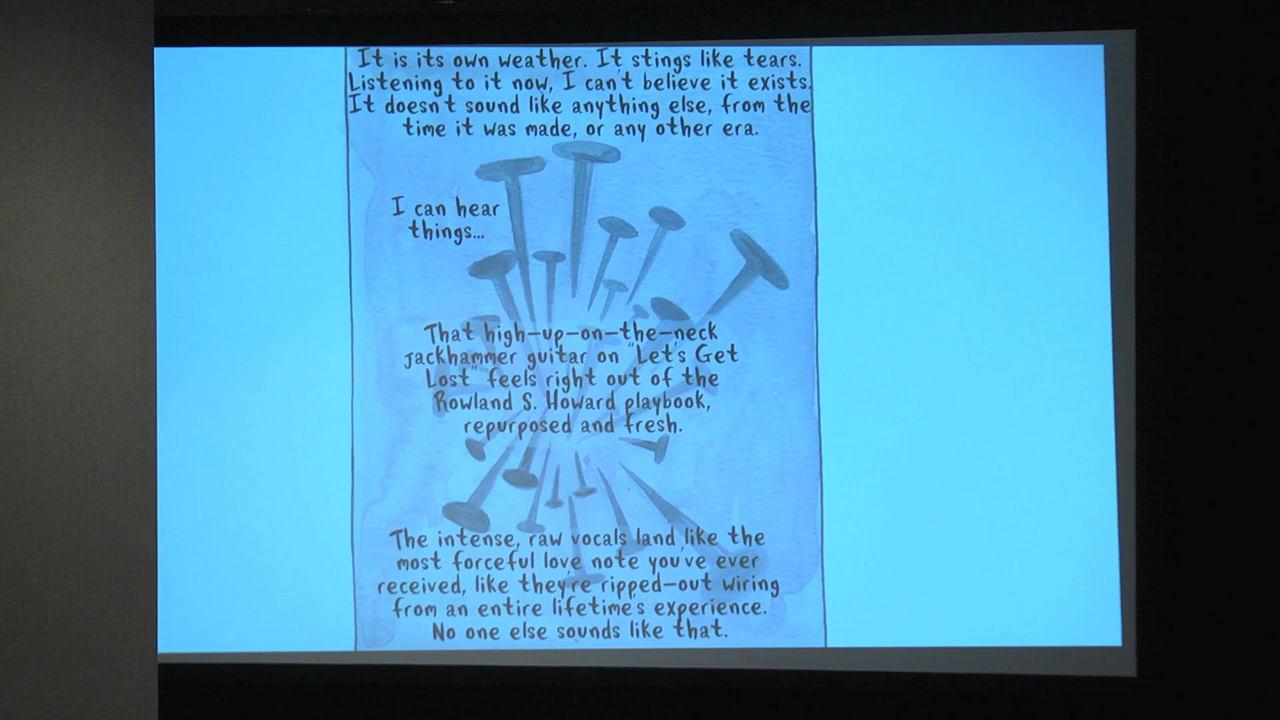 It is its own weather. It stings like tears.
Listening to it now, I can't believe it exists.
It doesn't sound like anything else, from the
time it was made, or any other era.
I can hear
things...
That high-up-on-the-neck
jackhammer guitar on "Let's Get
Lost" feels right out of the
Rowland S. Howard playbook,
repurposed and fresh.
The intense, raw vocals land like the
most forceful love note you've ever
received, like they're ripped-out wiring
from an entire lifetime's experience.
No one else sounds like that.